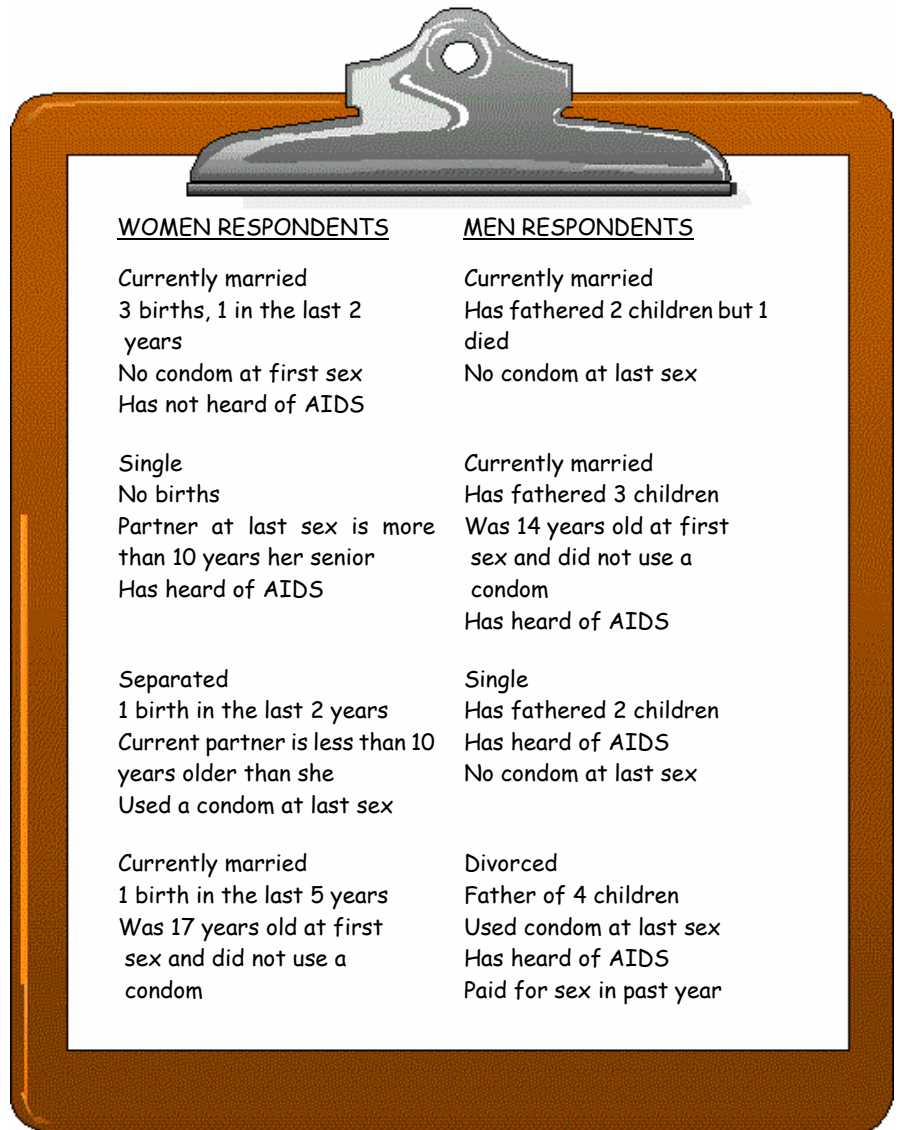 WOMEN RESPONDENTS
Currently married
3 births, 1 in the last 2
years
No condom at first sex
Has not heard of AIDS
Single
No births
Partner at last sex is more
than 10 years her senior
Has heard of AIDS
Separated
1 birth in the last 2 years
Current partner is less than 10
years older than she
Used a condom at last sex
Currently married
1 birth in the last 5 years
Was 17 years old at first
sex and did not use a
condom
MEN RESPONDENTS
Currently married
Has fathered 2 children but 1
died
No condom at last sex
Currently married
Has fathered 3 children
Was 14 years old at first
sex and did not use a
condom
Has heard of AIDS
Single
Has fathered 2 children
Has heard of AIDS
No condom at last sex
Divorced
Father of 4 children
Used condom at last sex
Has heard of AIDS
Paid for sex in past year